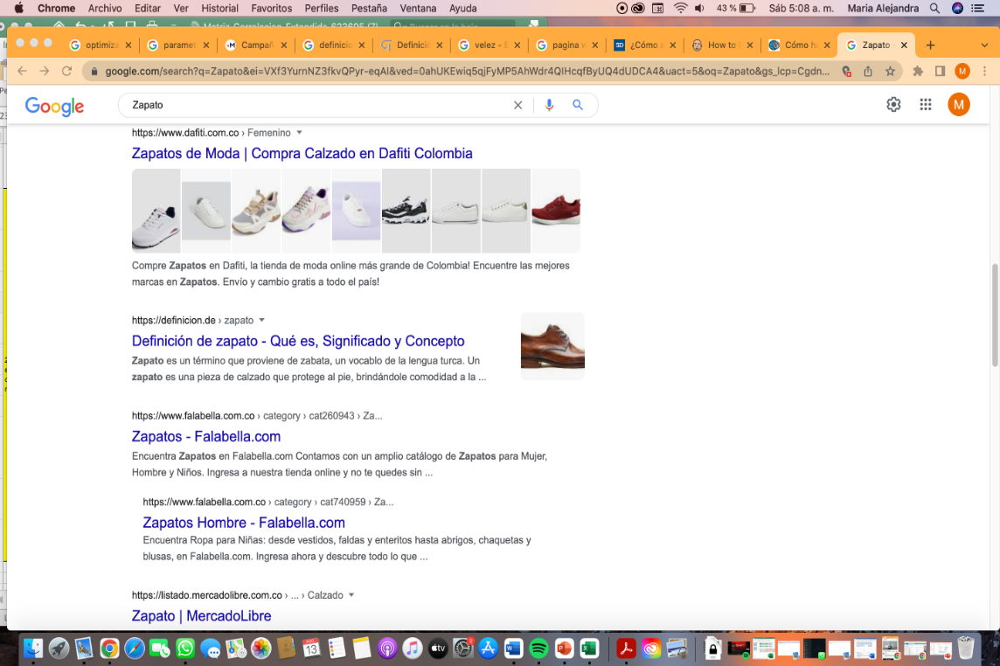 Chrome Archivo Editar Ver Historial Favoritos Perfiles Pestaña Ventana Ayuda 43 % Sáb 5:08 a. m. Maria Alejandra
optimiza paramet Campañ definicio Definició velez - E pagina w ¿Cómo a How to S Cómo ha Zapato
google.com/search?q=Zapato&ei=VXf3YurnNZ3fkvQPyr-eqAI&ved=0ahUKEwiq5qjFyMP5AhWdr4QIHcqfByUQ4dUDCA4&uact=5&oq=Zapato&gs_lcp=Cgdn...
M
Google
Zapato
M
https://www.dafiti.com.co › Femenino
Zapatos de Moda | Compra Calzado en Dafiti Colombia
Compre Zapatos en Dafiti, la tienda de moda online más grande de Colombia! Encuentre las mejores
marcas en Zapatos. Envío y cambio gratis a todo el país!
https://definicion.de › zapato
Definición de zapato - Qué es, Significado y Concepto
Zapato es un término que proviene de zabata, un vocablo de la lengua turca. Un
zapato es una pieza de calzado que protege al pie, brindándole comodidad a la ...
https://www.falabella.com.co › category › cat260943 › Za...
Zapatos - Falabella.com
Encuentra Zapatos en Falabella.com Contamos con un amplio catálogo de Zapatos para Mujer,
Hombre y Niños. Ingresa a nuestra tienda online y no te quedes sin ...
https://www.falabella.com.co › category › cat740959 › Za...
Zapatos Hombre - Falabella.com
Encuentra Ropa para Niñas: desde vestidos, faldas y enteritos hasta abrigos, chaquetas y
blusas, en Falabella.com. Ingresa ahora y descubre todo lo que ...
https://listado.mercadolibre.com.co › ... › Calzado
Zapato | MercadoLibre
13